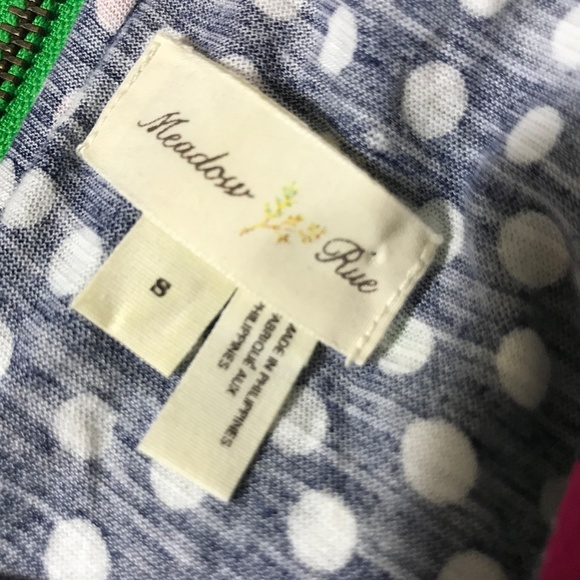 Meadow Rue
S
MADE IN PHILIPPINES
FABRIQUÉ AUX
PHILIPPINES